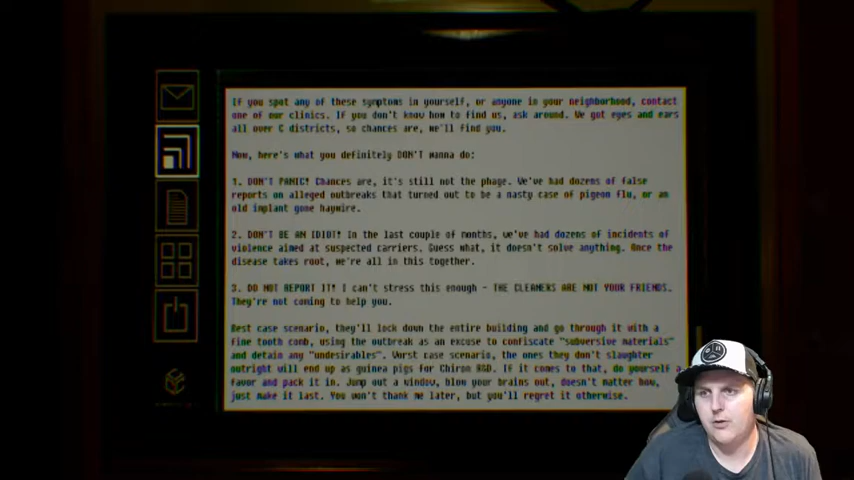 If you spot any of these symptoms in yourself, or anyone in your neighborhood, contact
one of our clinics. If you don't know how to find us, ask around. We got eyes and ears
all over C districts, so chances are, we'll find you.
Now, here's what you definitely DON'T wanna do:
1. DON'T PANIC! Chances are, it's still not the phage. We've had dozens of false
reports on alleged outbreaks that turned out to be a nasty case of pigeon flu, or an
old implant gone haywire.
2. DON'T BE AN IDIOT! In the last couple of months, we've had dozens of incidents of
violence aimed at suspected carriers. Guess what, it doesn't solve anything. Once the
disease takes root, we're all in this together.
3. DO NOT REPORT IT! I can't stress this enough - THE CLEANERS ARE NOT YOUR FRIENDS.
They're not coming to help you.
Best case scenario, they'll lock down the entire building and go through it with a
fine tooth comb, using the outbreak as an excuse to confiscate "subversive materials"
and detain any "undesirables". Worst case scenario, the ones they don't slaughter
outright will end up as guinea pigs for Chiron R&D. If it comes to that, do yourself a
favor and pack it in. Jump out a window, blow your brains out, doesn't matter how,
just make it last. You won't thank me later, but you'll regret it otherwise.